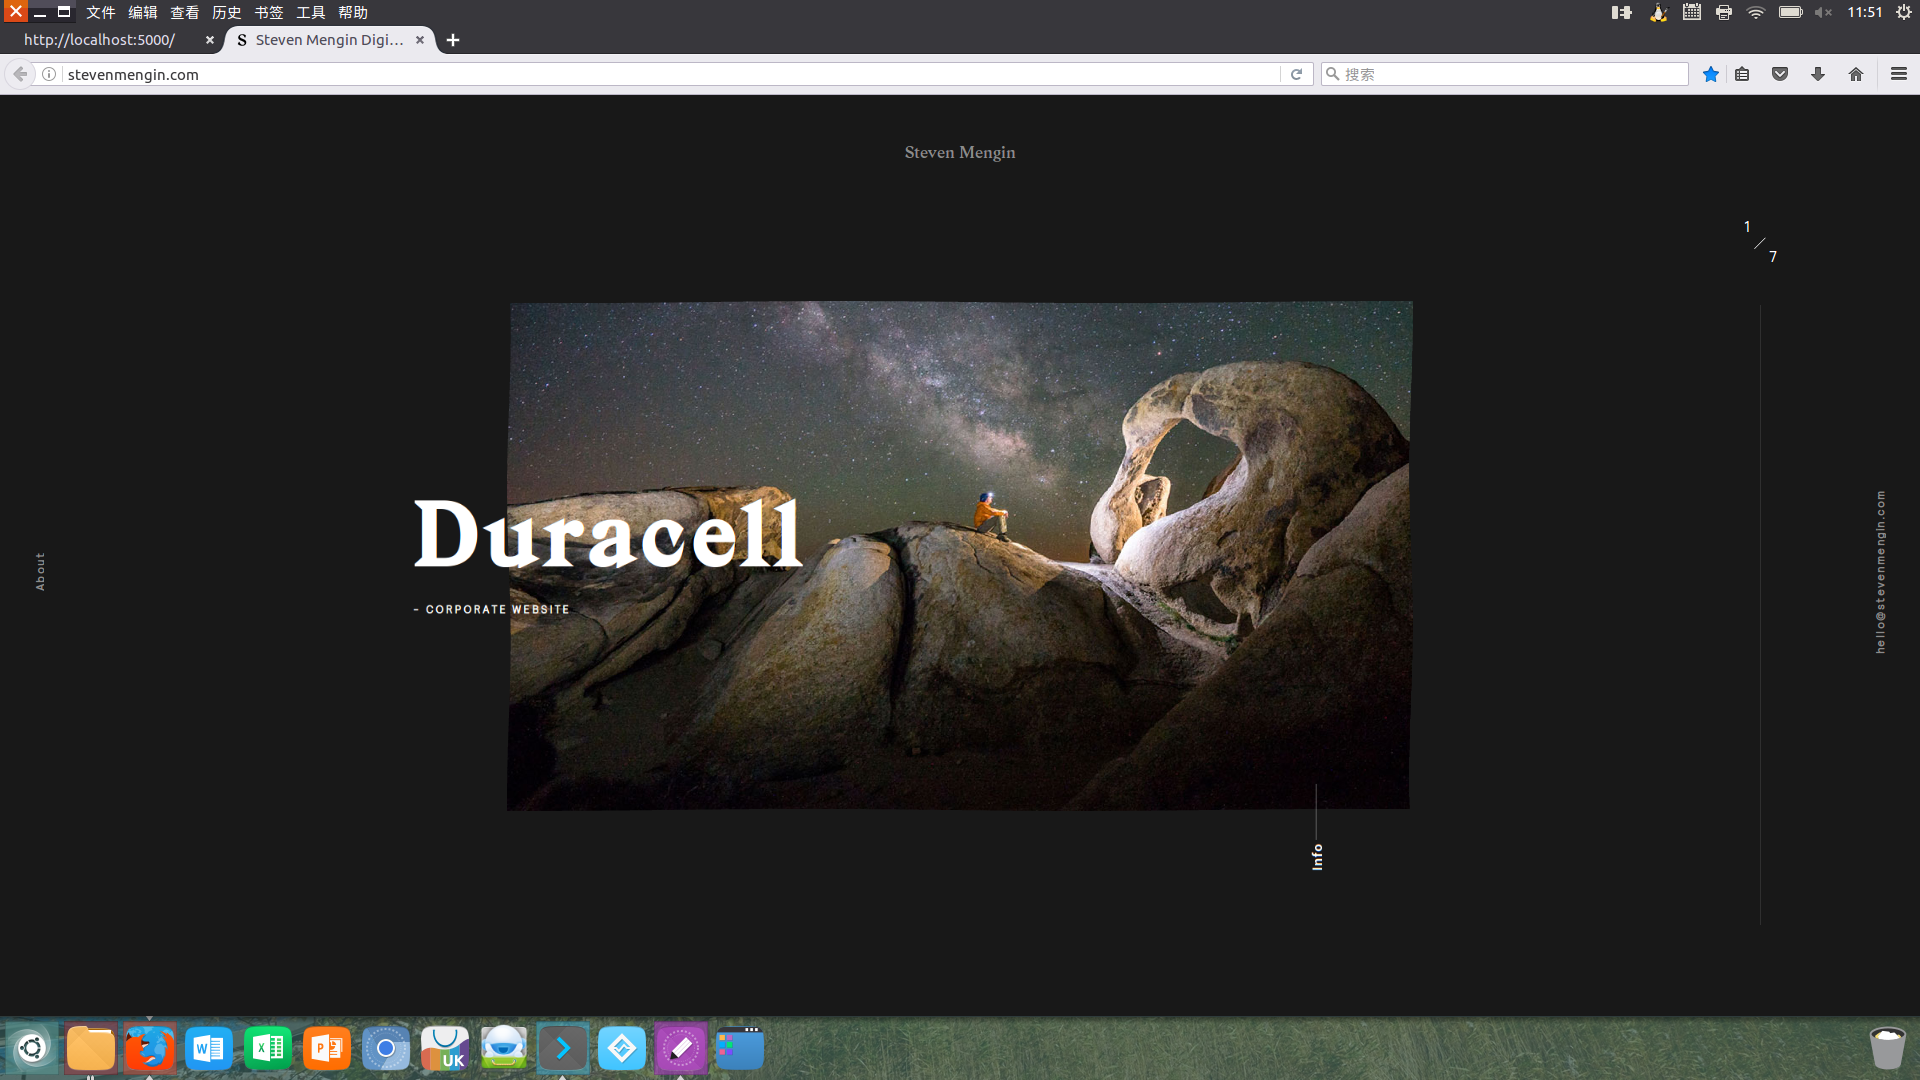 文件 编辑 查看 历史 书签 工具 帮助
11:51
http://localhost:5000/
S Steven Mengin Digi...
stevenmengin.com
搜索
Steven Mengin
1
7
Duracell
- CORPORATE WEBSITE
About
hello@stevenmengin.com
Info
W
X
P
UK